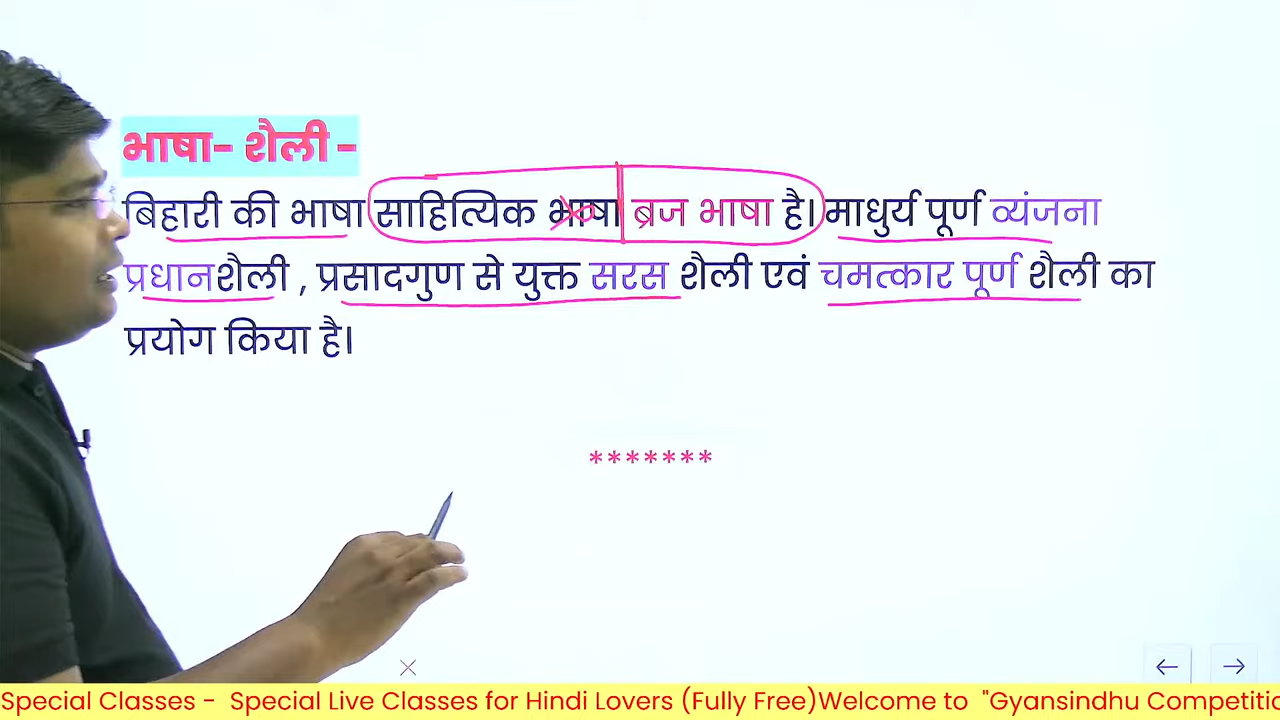 भाषा- शैली -
बिहारी की भाषा साहित्यिक भाषा ब्रज भाषा है। माधुर्य पूर्ण व्यंजना
प्रधानशैली , प्रसादगुण से युक्त सरस शैली एवं चमत्कार पूर्ण शैली का
प्रयोग किया है।
*******
Special Classes - Special Live Classes for Hindi Lovers (Fully Free)Welcome to "Gyansindhu Competitio